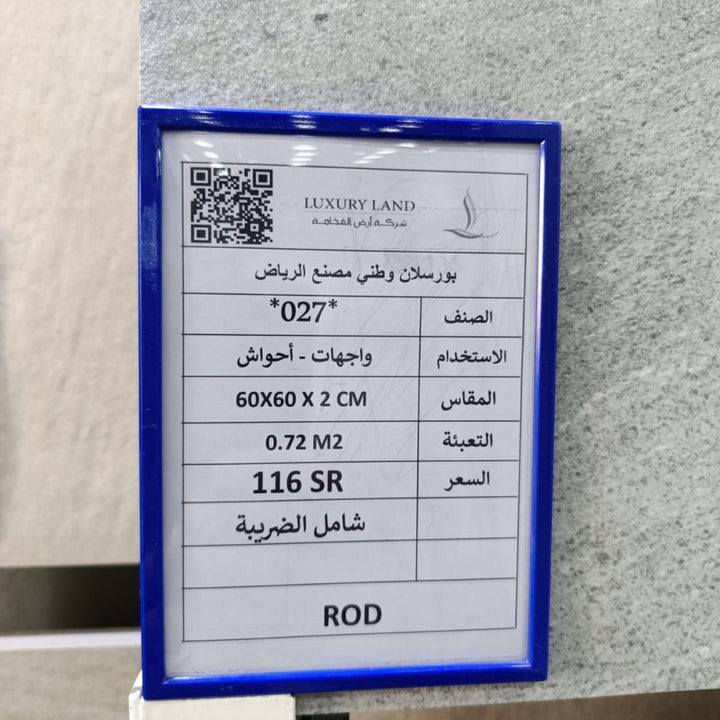 LUXURY LAND
شركة أرض الفخامة
بورسلان وطني مصنع الرياض
الصنف *027*
الاستخدام واجهات - أحواش
المقاس 60X60 X 2 CM
التعبئة 0.72 M2
السعر 116 SR
شامل الضريبة
ROD